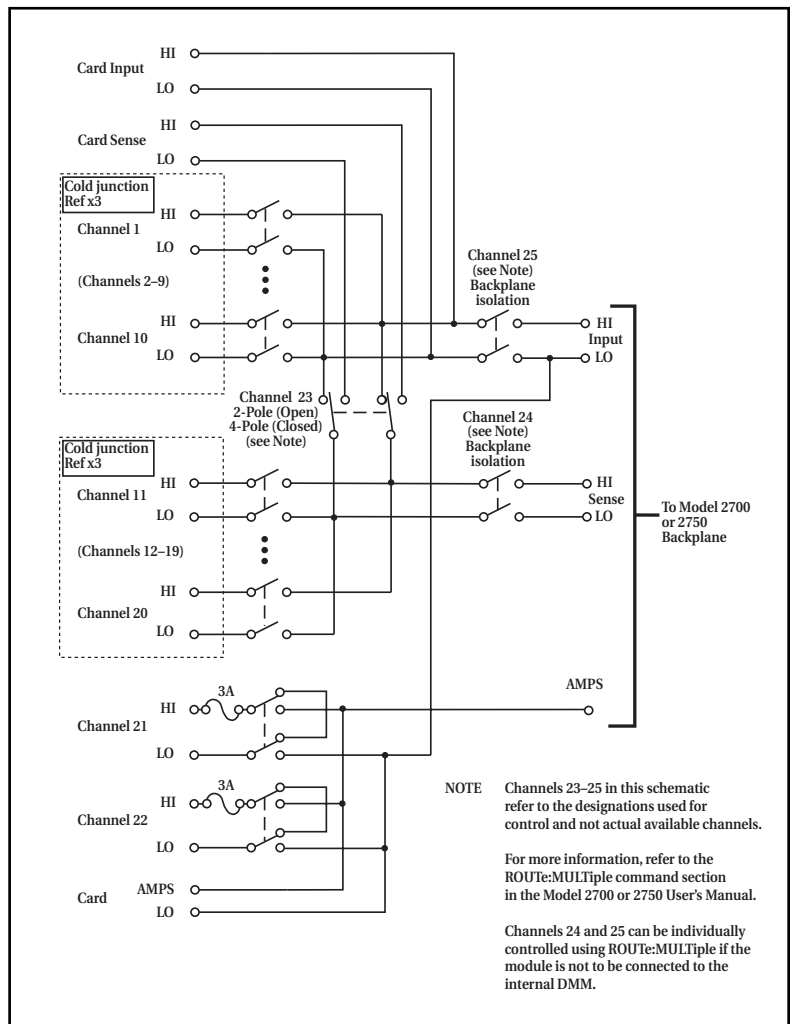 HI
Card Input
LO
HI
Card Sense
LO
Cold junction
Ref x3
HI
Channel 1
LO
(Channels 2–9)
HI
Channel 10
LO
Channel 25
(see Note)
Backplane
isolation
HI
Input
LO
Channel 23
2-Pole (Open)
4-Pole (Closed)
(see Note)
Channel 24
(see Note)
Backplane
isolation
Cold junction
Ref x3
HI
Channel 11
LO
(Channels 12–19)
HI
Channel 20
LO
HI
Sense
LO
To Model 2700
or 2750
Backplane
AMPS
3A
HI
Channel 21
LO
3A
HI
Channel 22
LO
AMPS
Card
LO
NOTE Channels 23–25 in this schematic
refer to the designations used for
control and not actual available channels.
For more information, refer to the
ROUTe:MULTiple command section
in the Model 2700 or 2750 User's Manual.
Channels 24 and 25 can be individually
controlled using ROUTe:MULTiple if the
module is not to be connected to the
internal DMM.